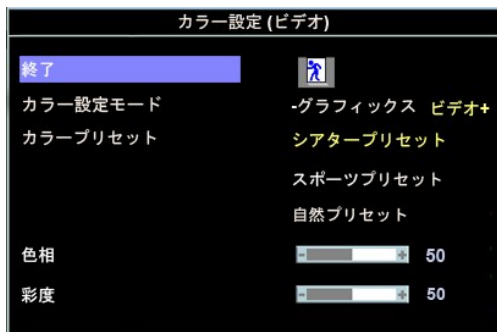 カラー設定 (ビデオ)
終了
カラー設定モード -グラフィックス ビデオ+
カラープリセット シアタープリセット
スポーツプリセット
自然プリセット
色相 - + 50
彩度 - + 50